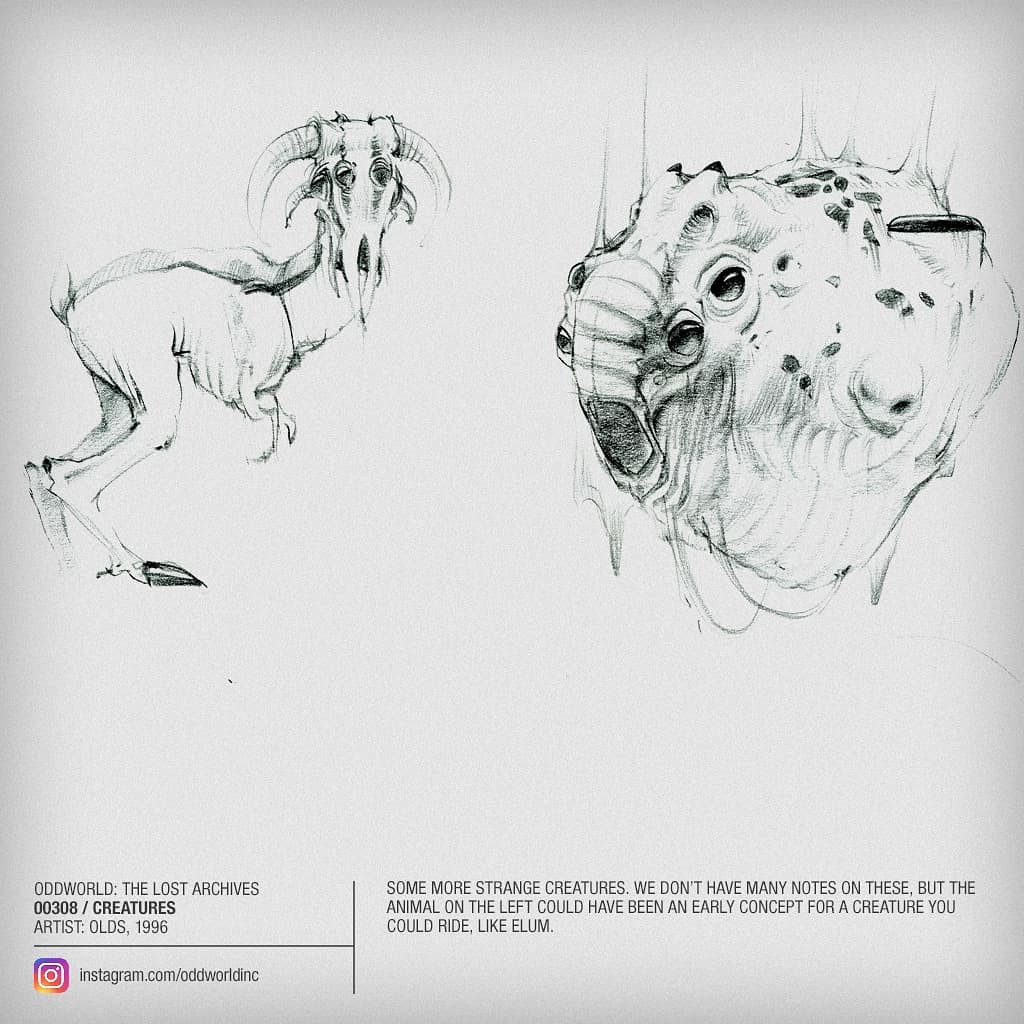 ODDWORLD: THE LOST ARCHIVES
00308 / CREATURES
ARTIST: OLDS, 1996
instagram.com/oddworldinc
SOME MORE STRANGE CREATURES. WE DON'T HAVE MANY NOTES ON THESE, BUT THE
ANIMAL ON THE LEFT COULD HAVE BEEN AN EARLY CONCEPT FOR A CREATURE YOU
COULD RIDE, LIKE ELUM.